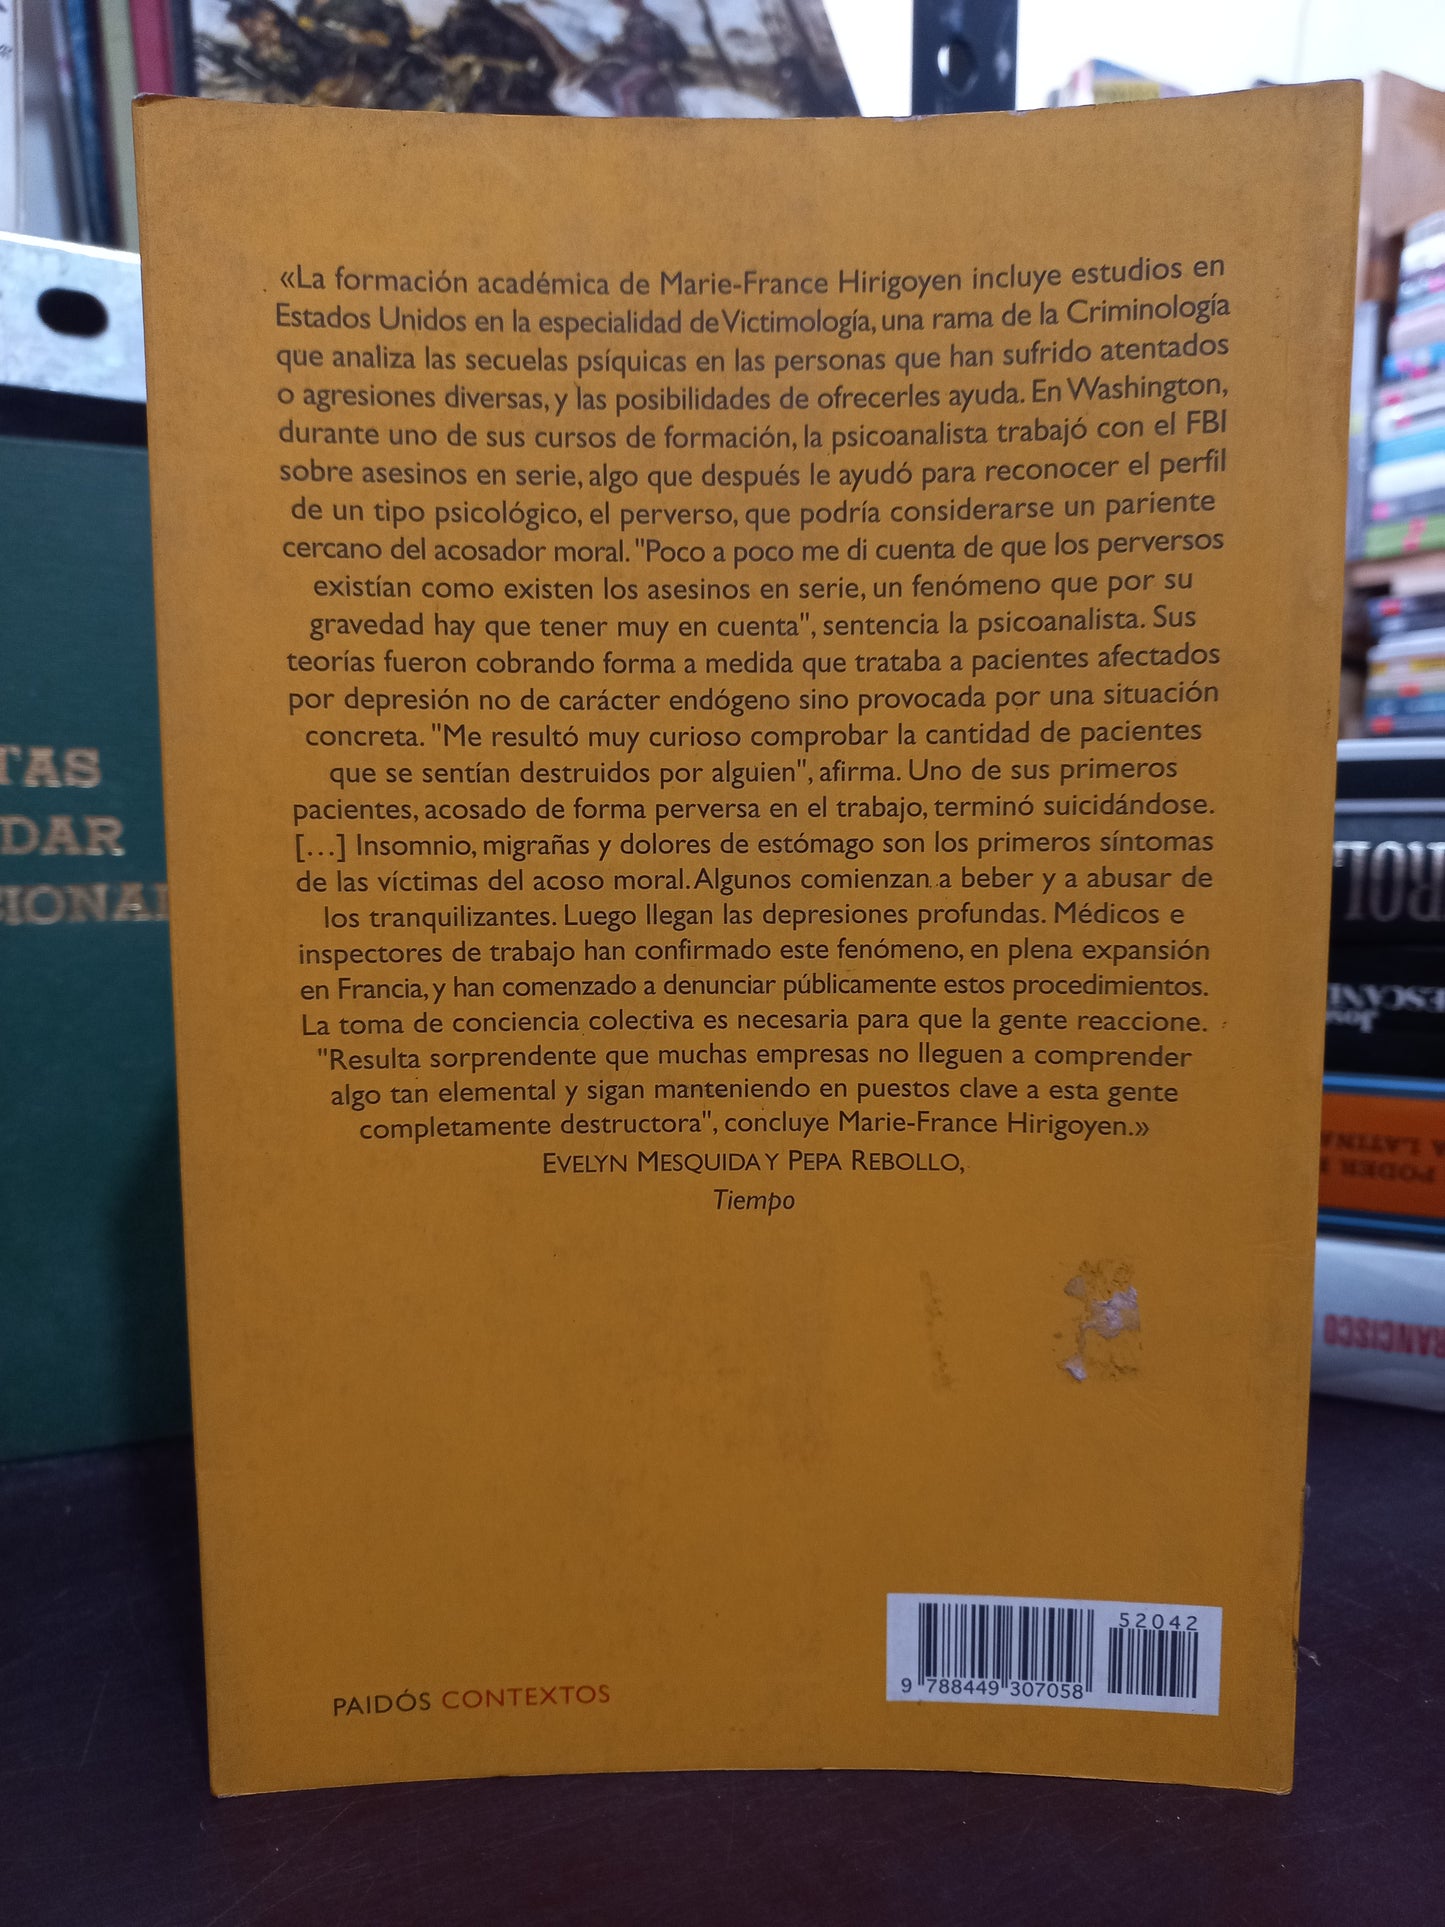 «La formación académica de Marie-France Hirigoyen incluye estudios en
Estados Unidos en la especialidad de Victimología, una rama de la Criminología
que analiza las secuelas psíquicas en las personas que han sufrido atentados
o agresiones diversas, y las posibilidades de ofrecerles ayuda. En Washington,
durante uno de sus cursos de formación, la psicoanalista trabajó con el FBI
sobre asesinos en serie, algo que después le ayudó para reconocer el perfil
de un tipo psicológico, el perverso, que podría considerarse un pariente
cercano del acosador moral. "Poco a poco me di cuenta de que los perversos
existían como existen los asesinos en serie, un fenómeno que por su
gravedad hay que tener muy en cuenta", sentencia la psicoanalista. Sus
teorías fueron cobrando forma a medida que trataba a pacientes afectados
por depresión no de carácter endógeno sino provocada por una situación
concreta. "Me resultó muy curioso comprobar la cantidad de pacientes
que se sentían destruidos por alguien", afirma. Uno de sus primeros
pacientes, acosado de forma perversa en el trabajo, terminó suicidándose.
[...] Insomnio, migrañas y dolores de estómago son los primeros síntomas
de las víctimas del acoso moral. Algunos comienzan a beber y a abusar de
los tranquilizantes. Luego llegan las depresiones profundas. Médicos e
inspectores de trabajo han confirmado este fenómeno, en plena expansión
en Francia, y han comenzado a denunciar públicamente estos procedimientos.
La toma de conciencia colectiva es necesaria para que la gente reaccione.
"Resulta sorprendente que muchas empresas no lleguen a comprender
algo tan elemental y sigan manteniendo en puestos clave a esta gente
completamente destructora", concluye Marie-France Hirigoyen.»
EVELYN MESQUIDA Y PEPA REBOLLO,
Tiempo
PAIDÓS CONTEXTOS
52042
9 788449 307058
TAS
DAR
CIONAL
ROL
ESCAN
José
PODER
A LATINA
RANCISCO